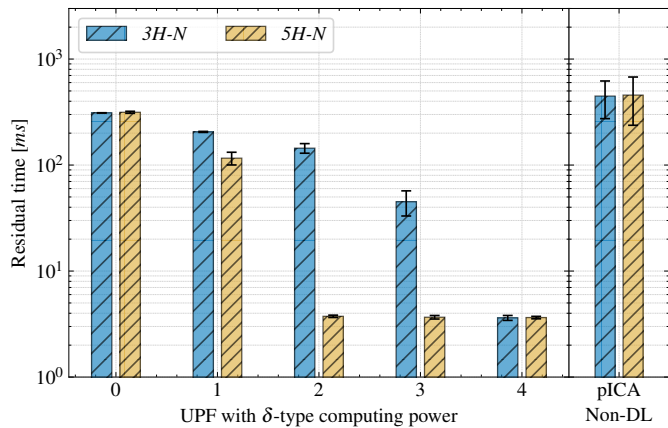 3H-N 5H-N
Residual time [ms]
10³
10²
10¹
10⁰
0 1 2 3 4 pICA
UPF with δ-type computing power Non-DL